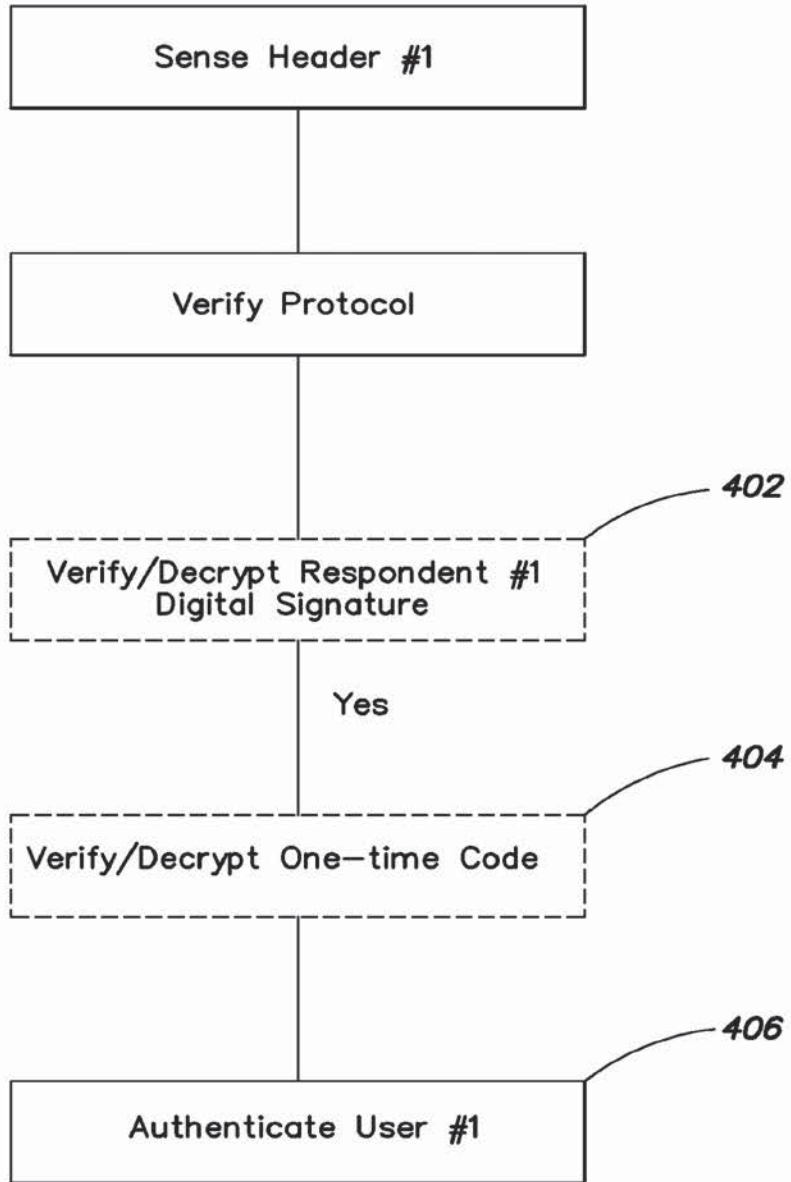 Sense Header #1
Verify Protocol
402
Verify/Decrypt Respondent #1
Digital Signature
Yes
404
Verify/Decrypt One-time Code
406
Authenticate User #1